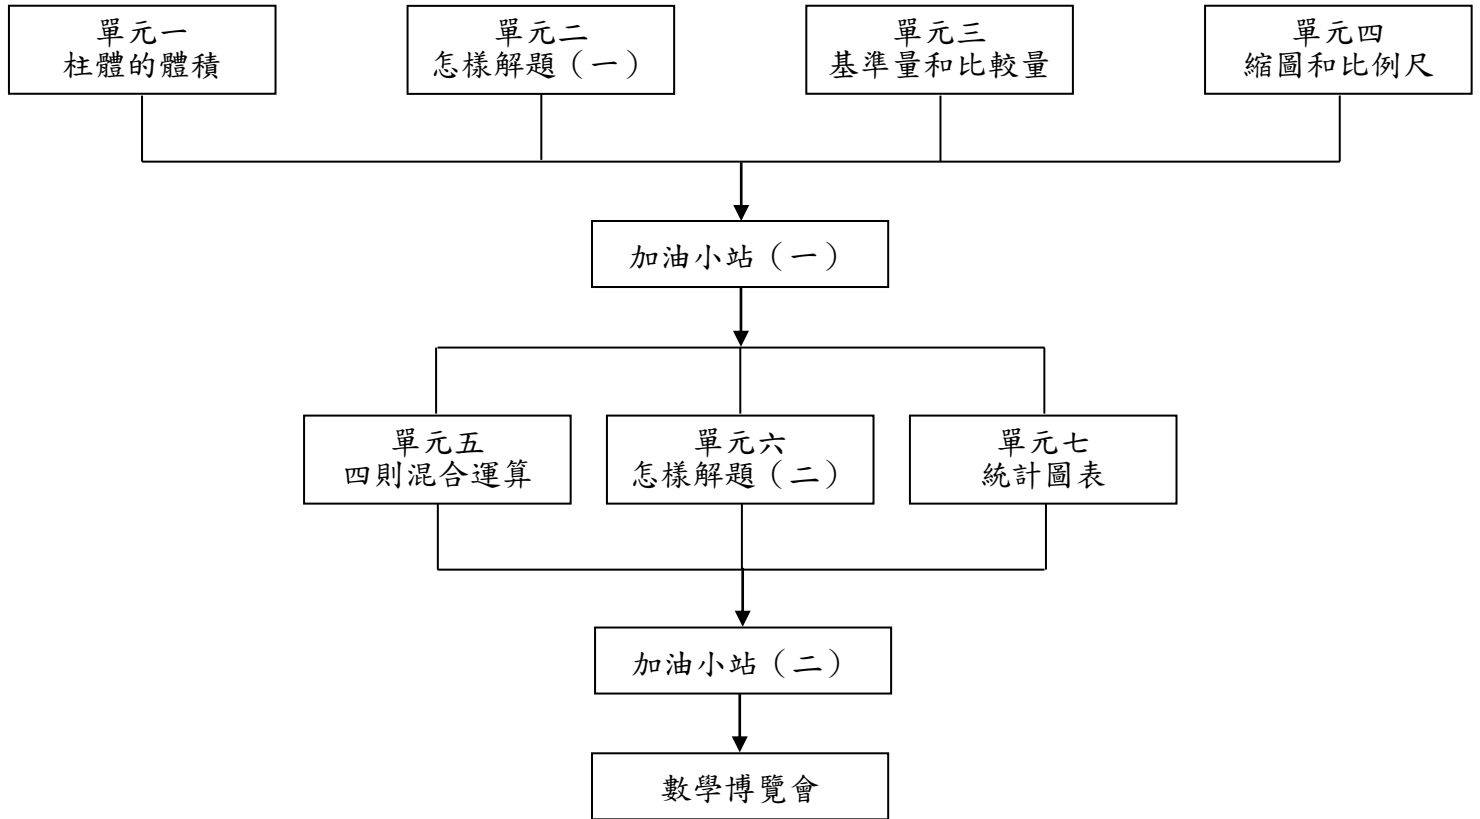 單元一
柱體的體積
單元二
怎樣解題（一）
單元三
基準量和比較量
單元四
縮圖和比例尺
加油小站（一）
單元五
四則混合運算
單元六
怎樣解題（二）
單元七
統計圖表
加油小站（二）
數學博覽會